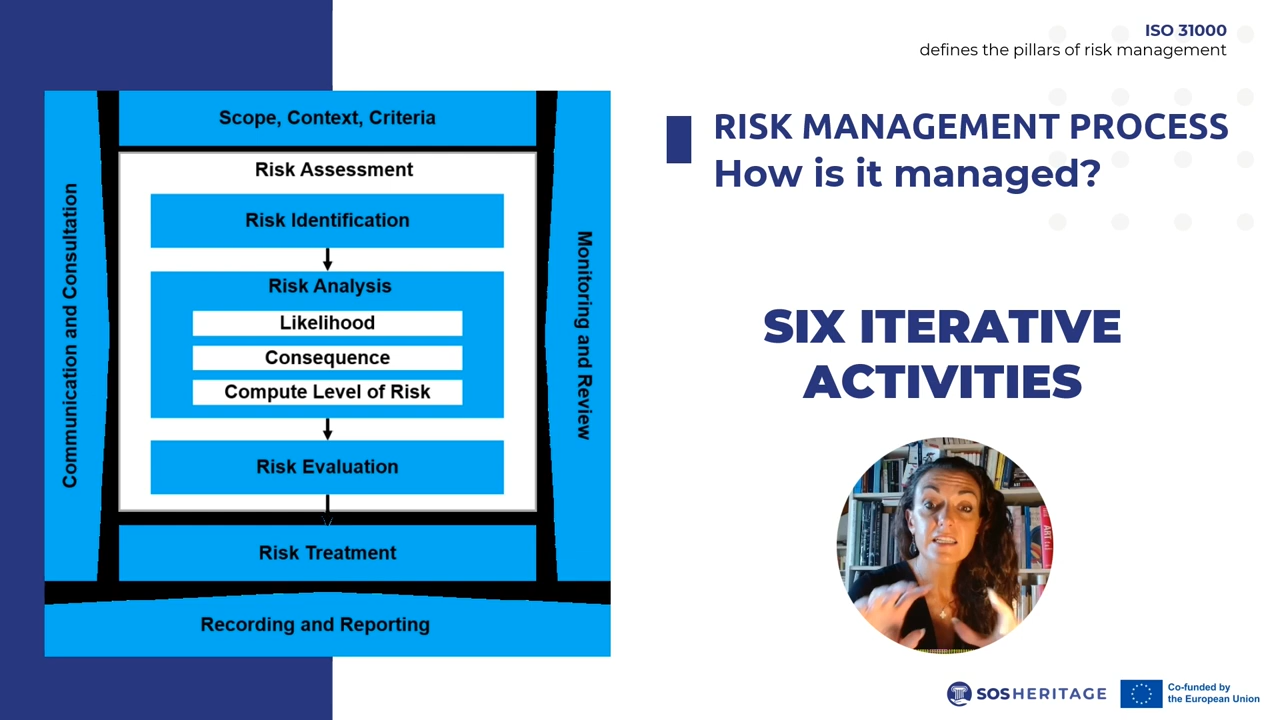 ISO 31000
defines the pillars of risk management
RISK MANAGEMENT PROCESS
How is it managed?
Scope, Context, Criteria
Risk Assessment
Risk Identification
Risk Analysis
Likelihood
Consequence
Compute Level of Risk
Risk Evaluation
Risk Treatment
Recording and Reporting
Communication and Consultation
Monitoring and Review
SIX ITERATIVE
ACTIVITIES
SOSHERITAGE
Co-funded by
the European Union